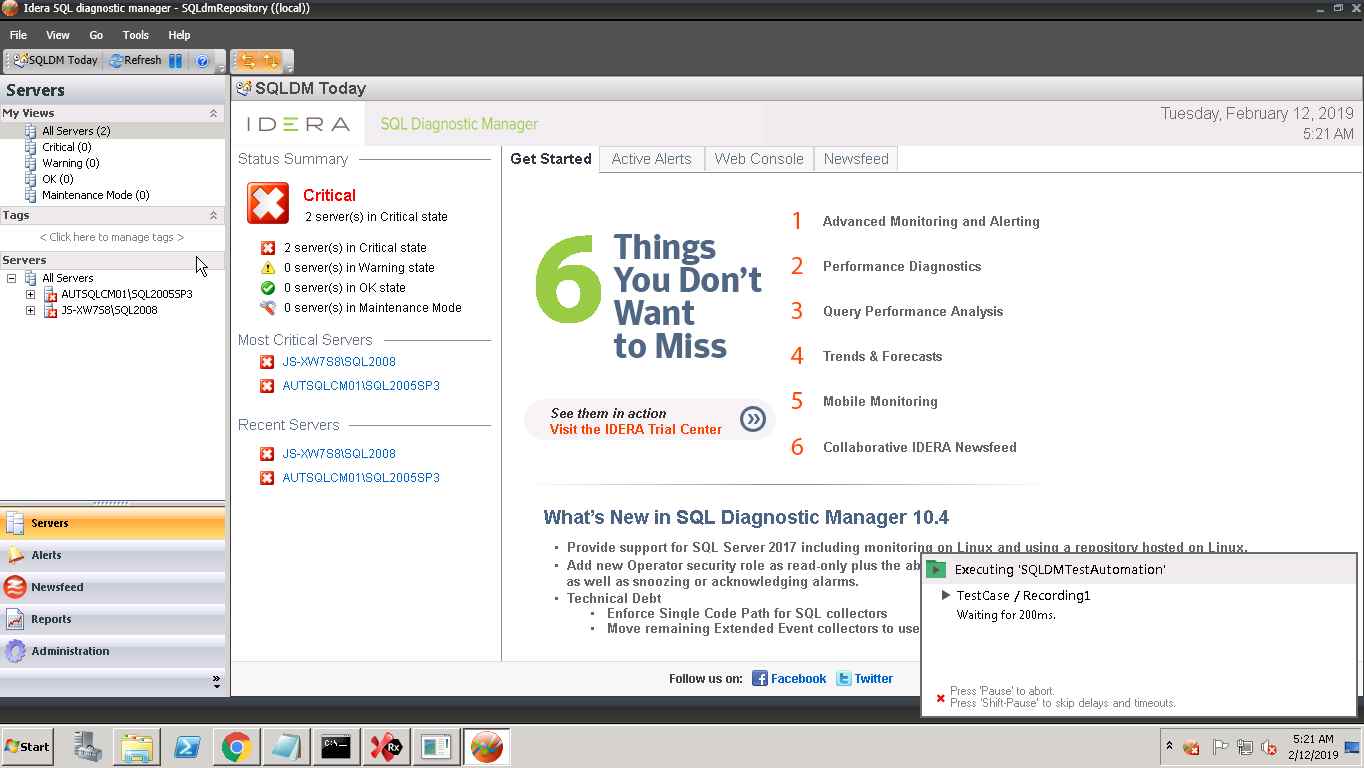 Idera SQL diagnostic manager - SQLdmRepository ((local))
File View Go Tools Help
SQLDM Today Refresh
Servers
My Views
All Servers (2)
Critical (0)
Warning (0)
OK (0)
Maintenance Mode (0)
Tags
< Click here to manage tags >
Servers
All Servers
AUTSQLCM01\SQL2005SP3
JS-XW7S8\SQL2008
Servers
Alerts
Newsfeed
Reports
Administration
SQLDM Today
IDERA SQL Diagnostic Manager
Tuesday, February 12, 2019
5:21 AM
Status Summary
Critical
2 server(s) in Critical state
2 server(s) in Critical state
0 server(s) in Warning state
0 server(s) in OK state
0 server(s) in Maintenance Mode
Most Critical Servers
JS-XW7S8\SQL2008
AUTSQLCM01\SQL2005SP3
Recent Servers
JS-XW7S8\SQL2008
AUTSQLCM01\SQL2005SP3
Get Started Active Alerts Web Console Newsfeed
6 Things
You Don't
Want
to Miss
See them in action
Visit the IDERA Trial Center
1 Advanced Monitoring and Alerting
2 Performance Diagnostics
3 Query Performance Analysis
4 Trends & Forecasts
5 Mobile Monitoring
6 Collaborative IDERA Newsfeed
What's New in SQL Diagnostic Manager 10.4
• Provide support for SQL Server 2017 including monitoring on Linux and using a repository hosted on Linux.
• Add new Operator security role as read-only plus the ab
as well as snoozing or acknowledging alarms.
• Technical Debt
• Enforce Single Code Path for SQL collectors
• Move remaining Extended Event collectors to use
Follow us on: Facebook Twitter
Executing 'SQLDMTestAutomation'
TestCase / Recording1
Waiting for 200ms.
Press 'Pause' to abort.
Press 'Shift-Pause' to skip delays and timeouts.
Start
C:\_
Rx
5:21 AM
2/12/2019